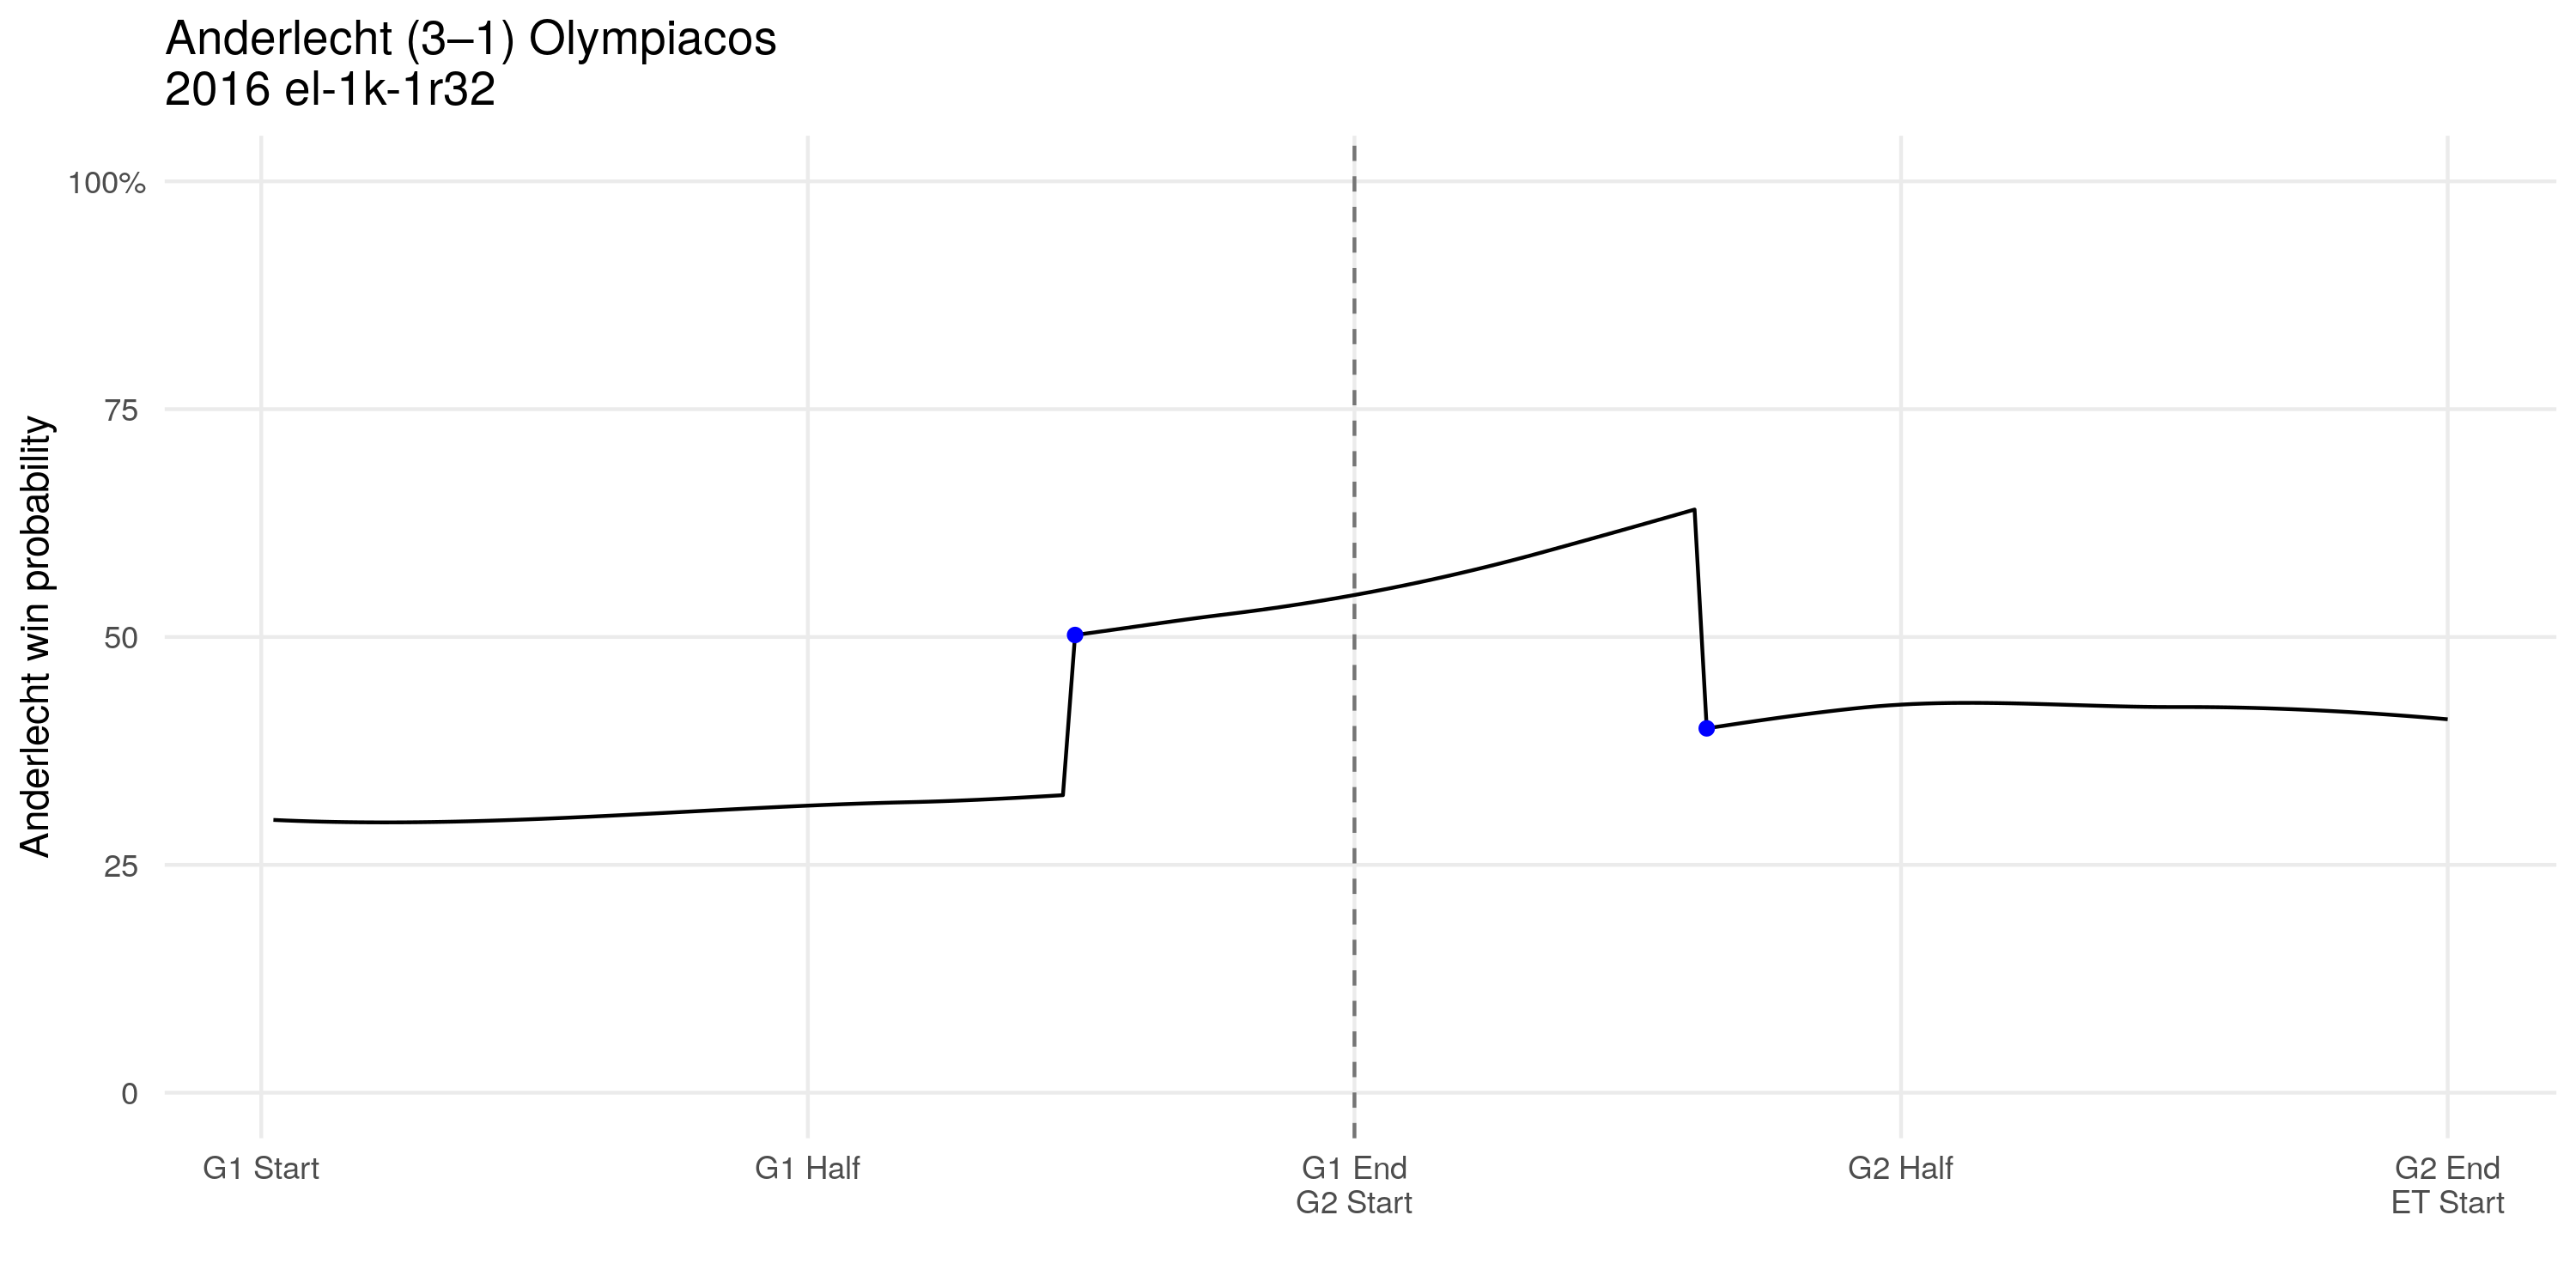 Anderlecht (3–1) Olympiacos
2016 el-1k-1r32
Anderlecht win probability
100%
75
50
25
0
G1 Start
G1 Half
G1 End
G2 Start
G2 Half
G2 End
ET Start